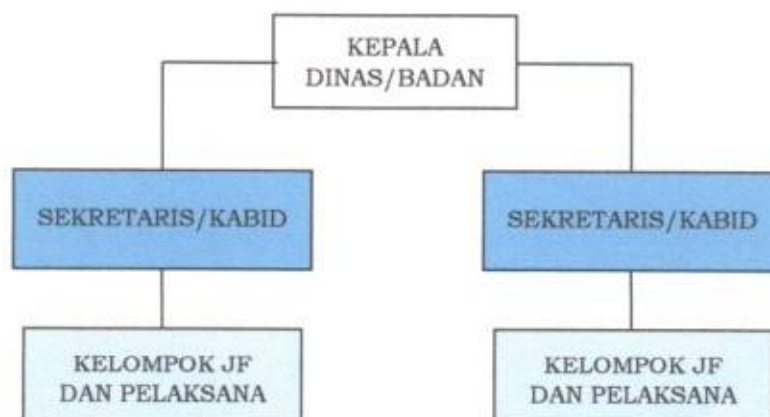 KEPALA
DINAS/BADAN
SEKRETARIS/KABID
SEKRETARIS/KABID
KELOMPOK JF
DAN PELAKSANA
KELOMPOK JF
DAN PELAKSANA